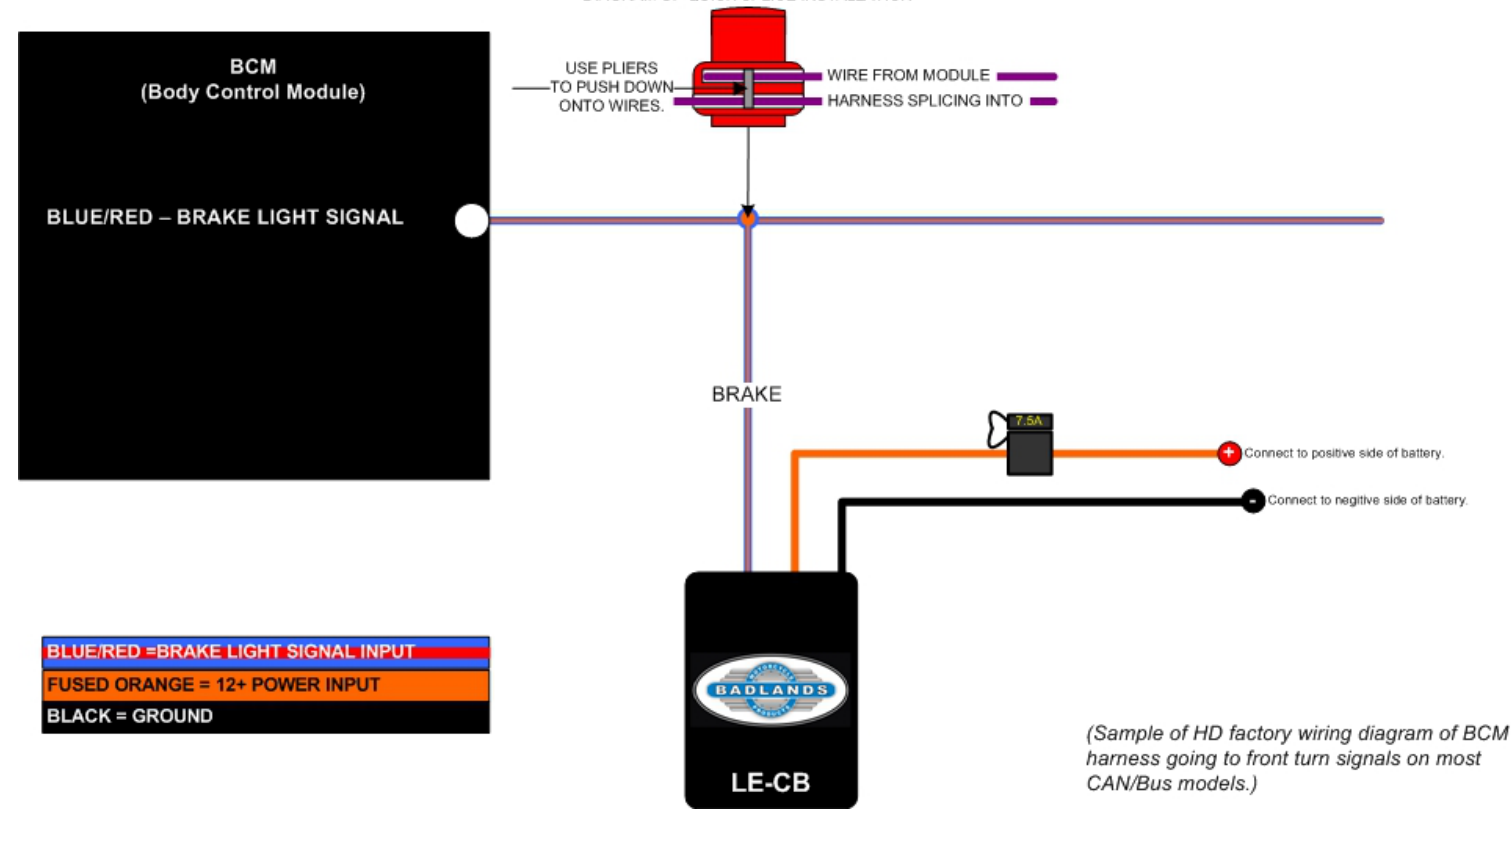 BCM
(Body Control Module)
USE PLIERS
TO PUSH DOWN
ONTO WIRES.
WIRE FROM MODULE
HARNESS SPLICING INTO
BLUE/RED – BRAKE LIGHT SIGNAL
BRAKE
7.5A
+
Connect to positive side of battery.
-
Connect to negitive side of battery.
BLUE/RED =BRAKE LIGHT SIGNAL INPUT
FUSED ORANGE = 12+ POWER INPUT
BLACK = GROUND
MOTORCYCLE
BADLANDS
PRODUCTS
LE-CB
(Sample of HD factory wiring diagram of BCM
harness going to front turn signals on most
CAN/Bus models.)